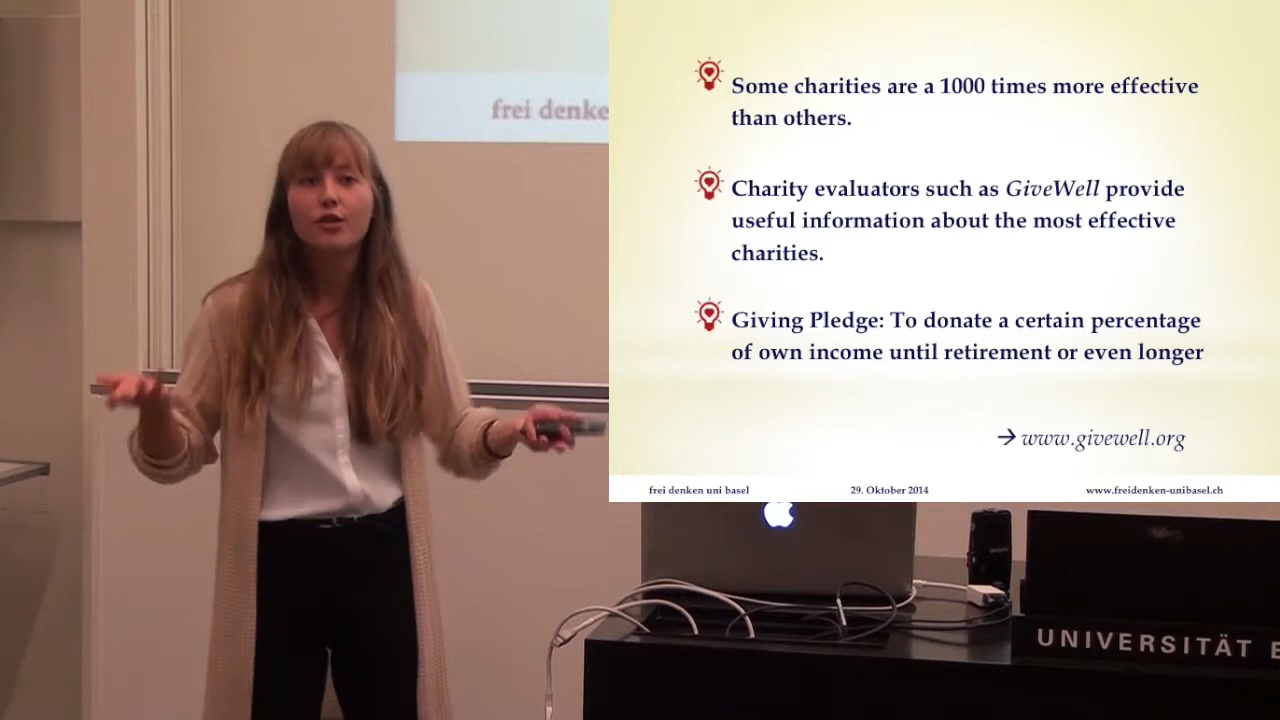 frei denke
Some charities are a 1000 times more effective
than others.
Charity evaluators such as GiveWell provide
useful information about the most effective
charities.
Giving Pledge: To donate a certain percentage
of own income until retirement or even longer
→ www.givewell.org
frei denken uni basel 29. Oktober 2014 www.freidenken-unibasel.ch
UNIVERSITÄT